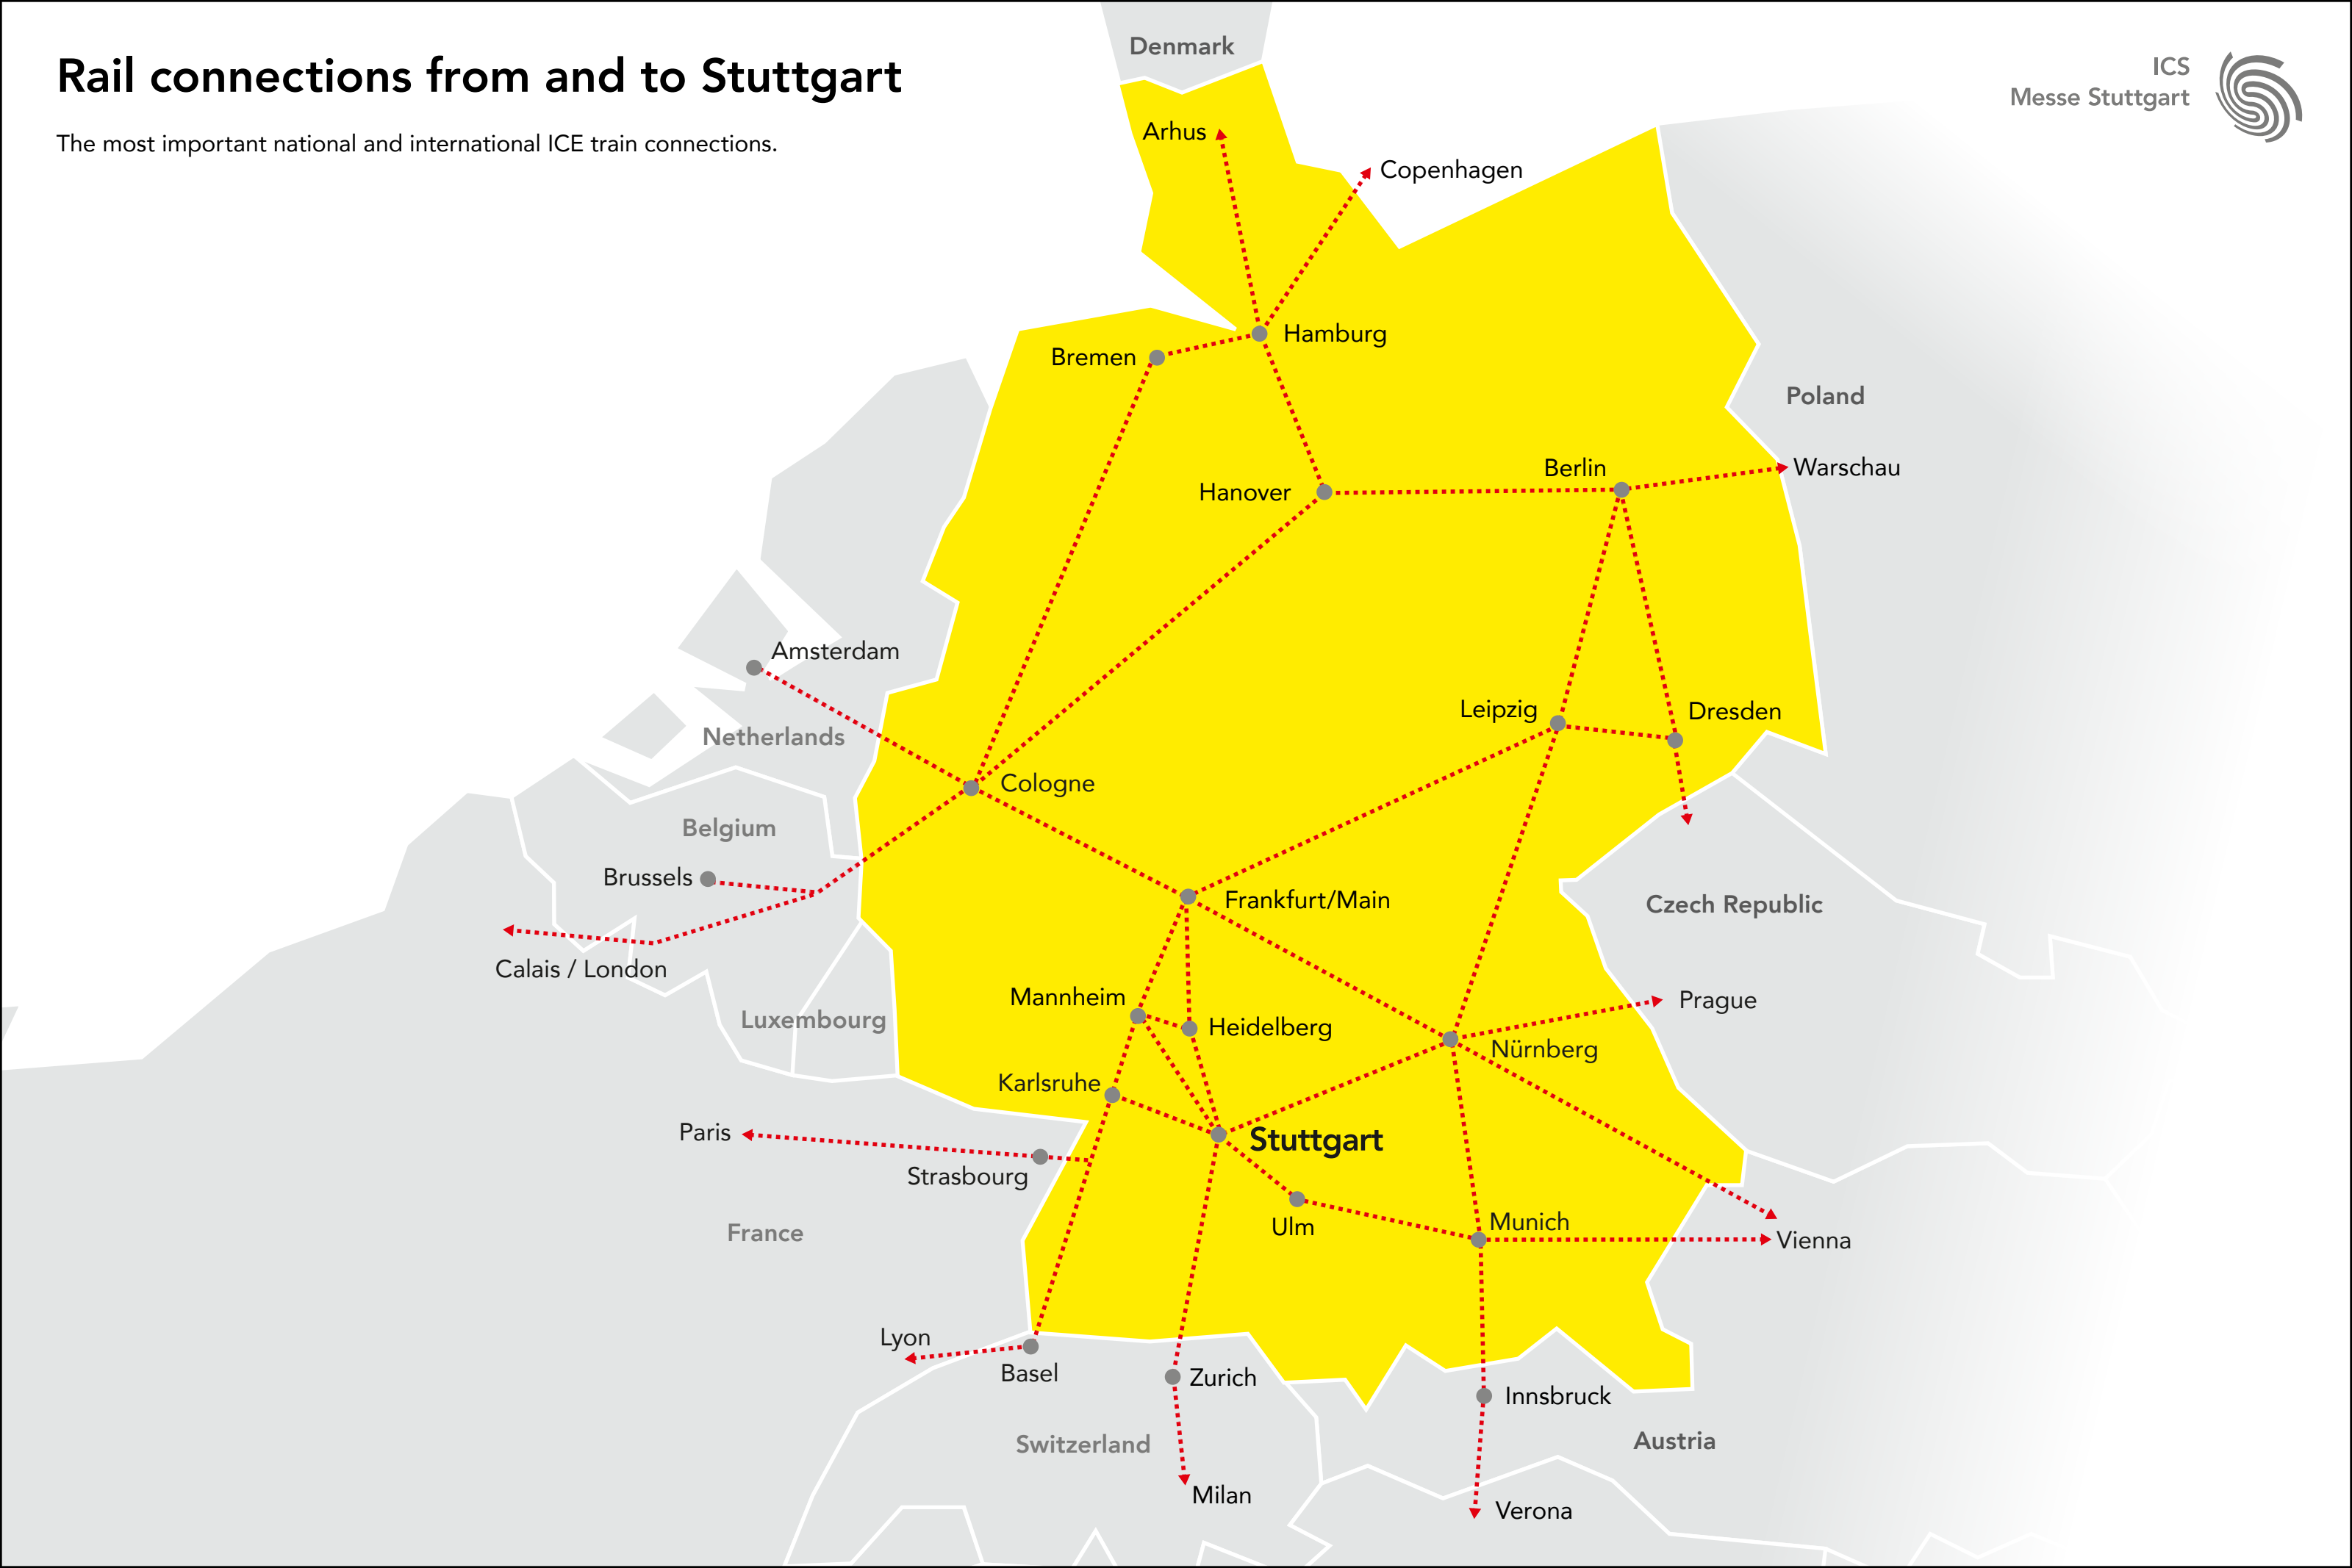 Rail connections from and to Stuttgart
The most important national and international ICE train connections.
ICS
Messe Stuttgart
Denmark
Arhus
Copenhagen
Hamburg
Bremen
Poland
Berlin
Warschau
Hanover
Amsterdam
Leipzig
Dresden
Netherlands
Cologne
Belgium
Brussels
Frankfurt/Main
Czech Republic
Calais / London
Mannheim
Prague
Luxembourg
Heidelberg
Nürnberg
Karlsruhe
Paris
Stuttgart
Strasbourg
Ulm
Munich
France
Vienna
Lyon
Basel
Zurich
Innsbruck
Switzerland
Austria
Milan
Verona